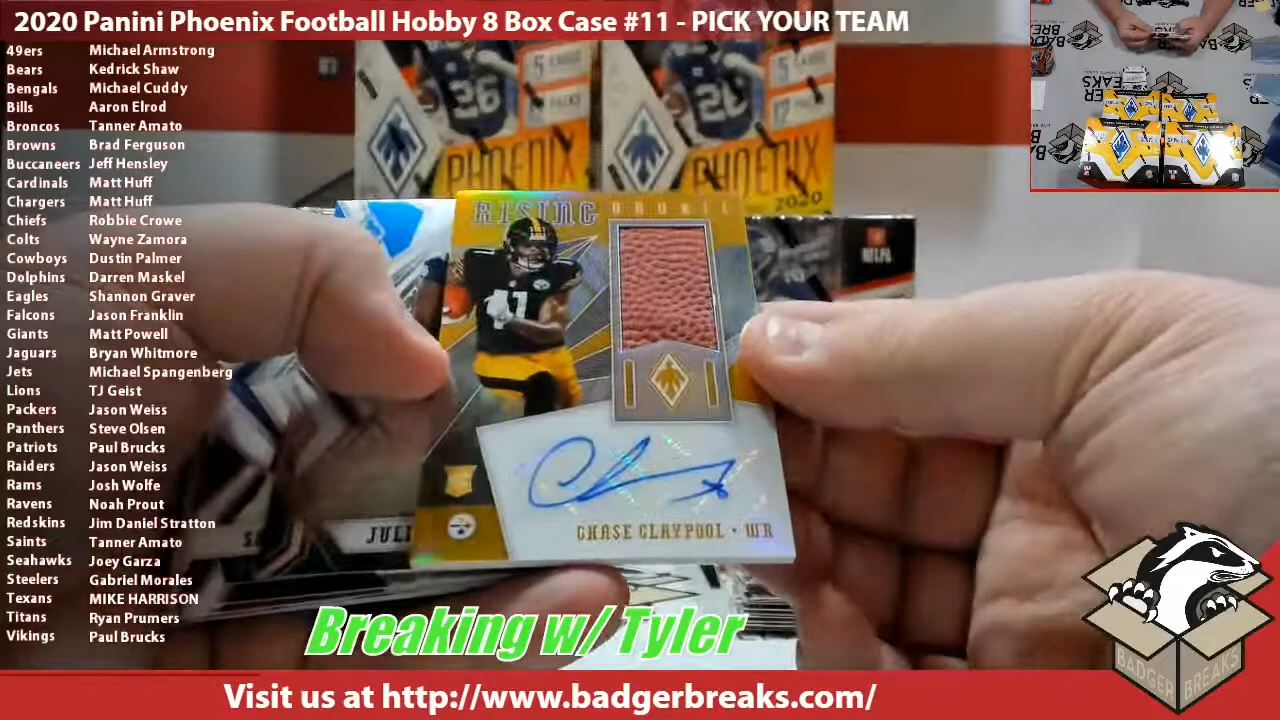 2020 Panini Phoenix Football Hobby 8 Box Case #11 - PICK YOUR TEAM
49ers Michael Armstrong
Bears Kedrick Shaw
Bengals Michael Cuddy
Bills Aaron Elrod
Broncos Tanner Amato
Browns Brad Ferguson
Buccaneers Jeff Hensley
Cardinals Matt Huff
Chargers Matt Huff
Chiefs Robbie Crowe
Colts Wayne Zamora
Cowboys Dustin Palmer
Dolphins Darren Maskel
Eagles Shannon Graver
Falcons Jason Franklin
Giants Matt Powell
Jaguars Bryan Whitmore
Jets Michael Spangenberg
Lions TJ Geist
Packers Jason Weiss
Panthers Steve Olsen
Patriots Paul Brucks
Raiders Jason Weiss
Rams Josh Wolfe
Ravens Noah Prout
Redskins Jim Daniel Stratton
Saints Tanner Amato
Seahawks Joey Garza
Steelers Gabriel Morales
Texans MIKE HARRISON
Titans Ryan Prumers
Vikings Paul Brucks
26
PHOENIX
26
PHOENIX
2020
NFLPA
RISING
11
CHASE CLAYPOOL • WR
JULI
Breaking w/ Tyler
BADGER BREAKS
Visit us at http://www.badgerbreaks.com/